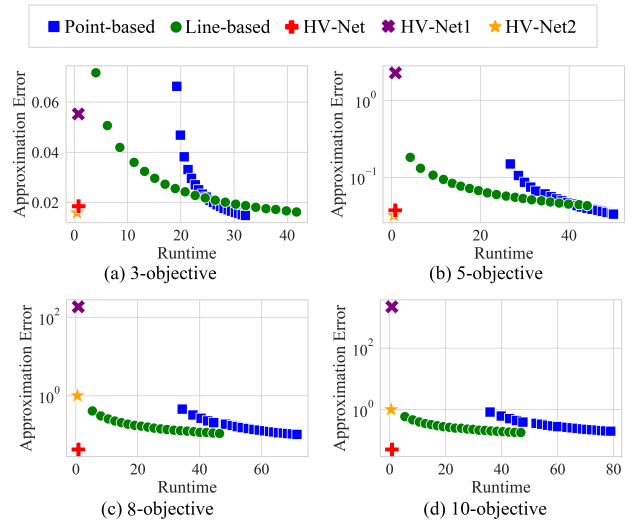 Point-based Line-based HV-Net HV-Net1 HV-Net2
Approximation Error
0.06
0.04
0.02
0 10 20 30 40
Runtime
(a) 3-objective
Approximation Error
10^0
10^-1
0 20 40
Runtime
(b) 5-objective
Approximation Error
10^2
10^0
0 20 40 60
Runtime
(c) 8-objective
Approximation Error
10^2
10^0
0 20 40 60 80
Runtime
(d) 10-objective